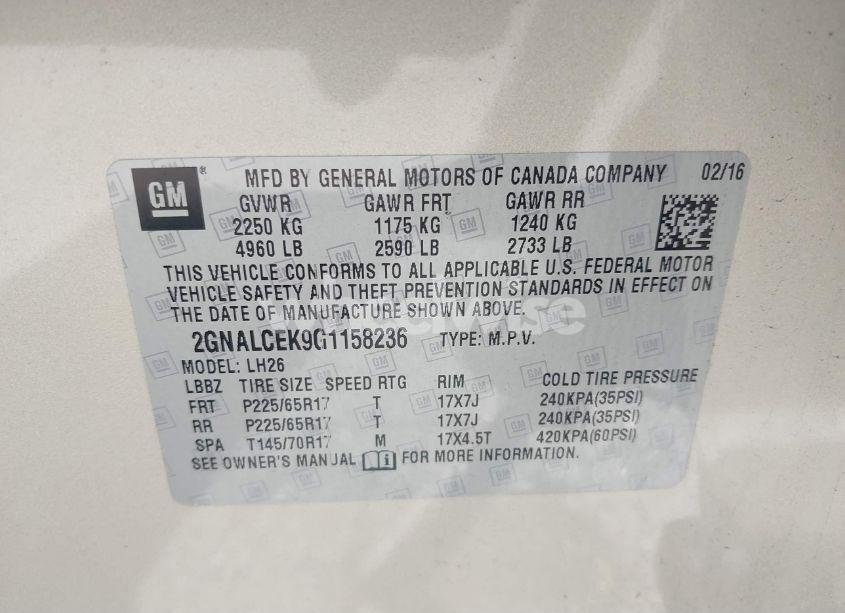 GM ® MFD BY GENERAL MOTORS OF CANADA COMPANY 02/16
GVWR GAWR FRT GAWR RR
2250 KG 1175 KG 1240 KG
4960 LB 2590 LB 2733 LB
THIS VEHICLE CONFORMS TO ALL APPLICABLE U.S. FEDERAL MOTOR
VEHICLE SAFETY AND THEFT PREVENTION STANDARDS IN EFFECT ON
THE DATE OF MANUFACTURE SHOWN ABOVE.
2GNALCEK9G1158236 TYPE: M.P.V.
MODEL: LH26
LBBZ TIRE SIZE SPEED RTG RIM COLD TIRE PRESSURE
FRT P225/65R17 T 17X7J 240KPA(35PSI)
RR P225/65R17 T 17X7J 240KPA(35PSI)
SPA T145/70R17 M 17X4.5T 420KPA(60PSI)
SEE OWNER'S MANUAL FOR MORE INFORMATION.